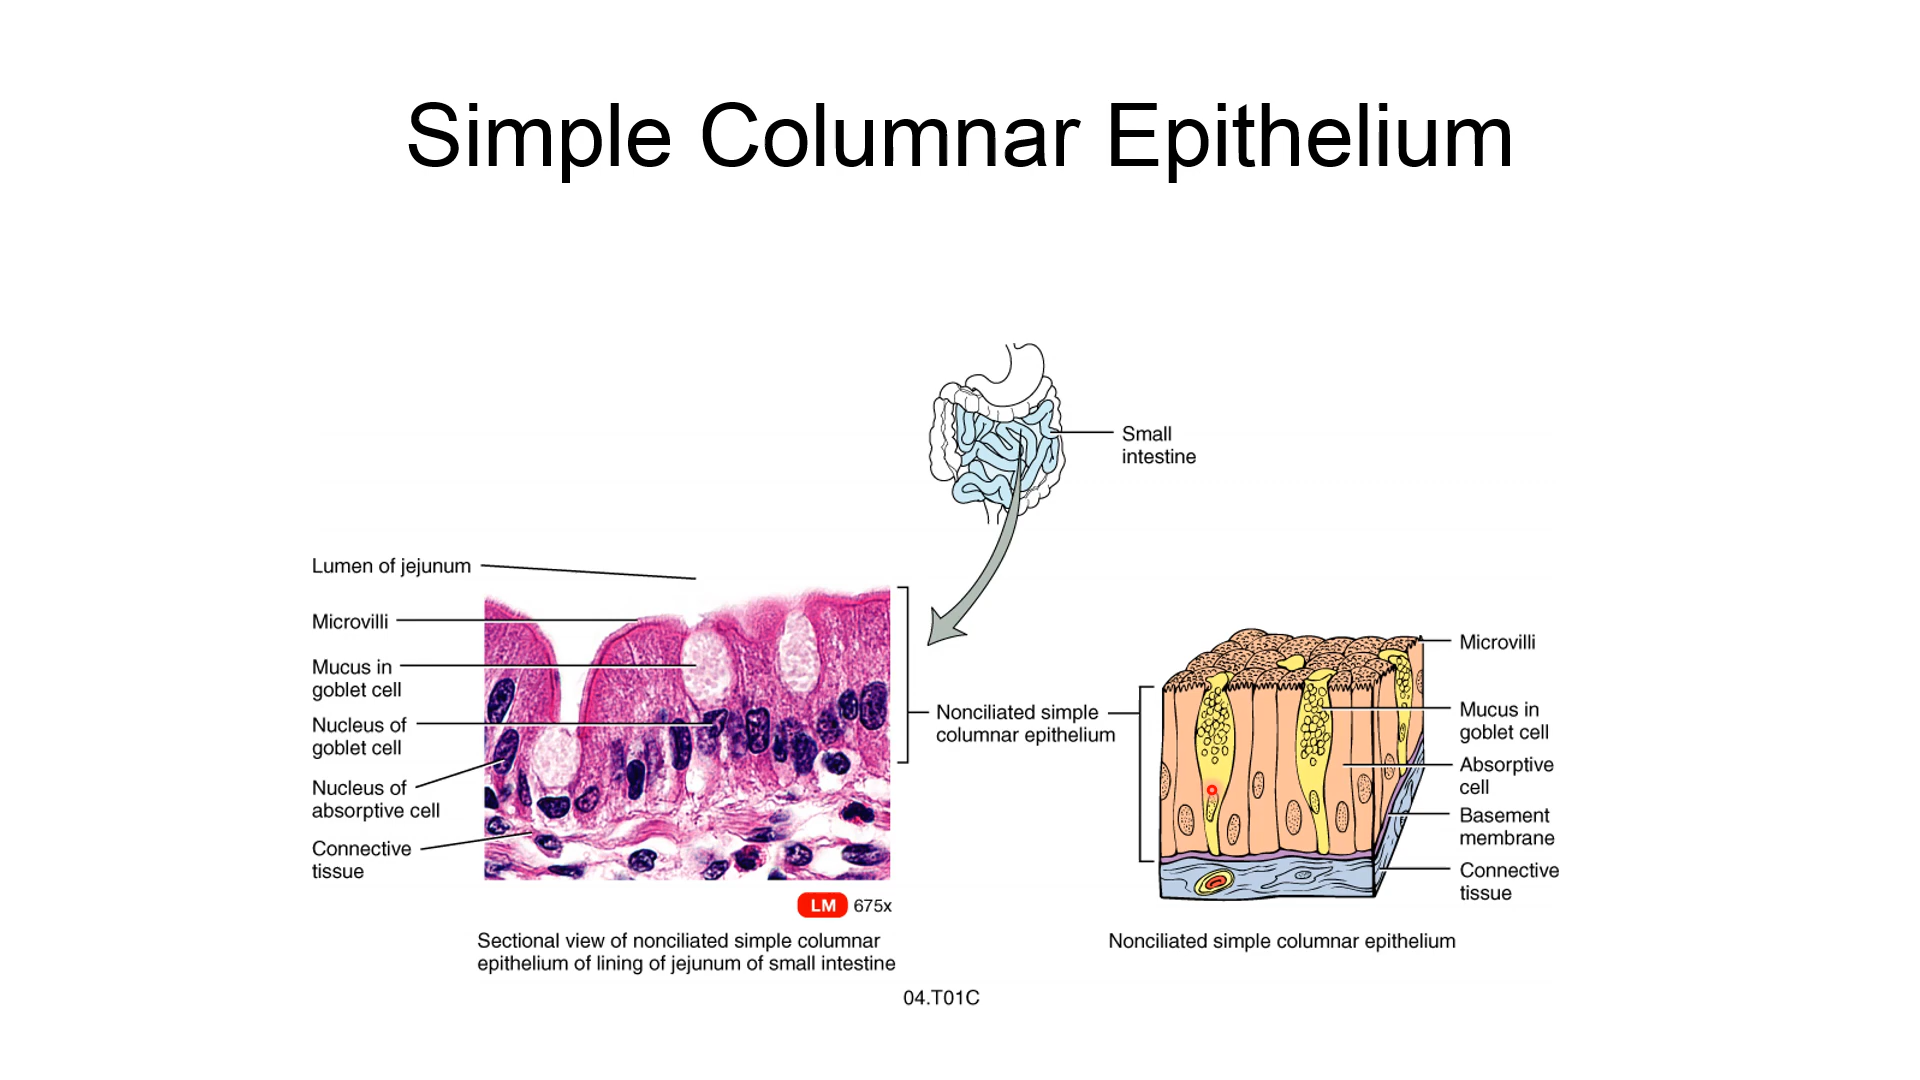 Simple Columnar Epithelium
Small
intestine
Lumen of jejunum
Microvilli
Mucus in
goblet cell
Nucleus of
goblet cell
Nucleus of
absorptive cell
Connective
tissue
Nonciliated simple
columnar epithelium
Microvilli
Mucus in
goblet cell
Absorptive
cell
Basement
membrane
Connective
tissue
LM 675x
Sectional view of nonciliated simple columnar
epithelium of lining of jejunum of small intestine
Nonciliated simple columnar epithelium
04.T01C